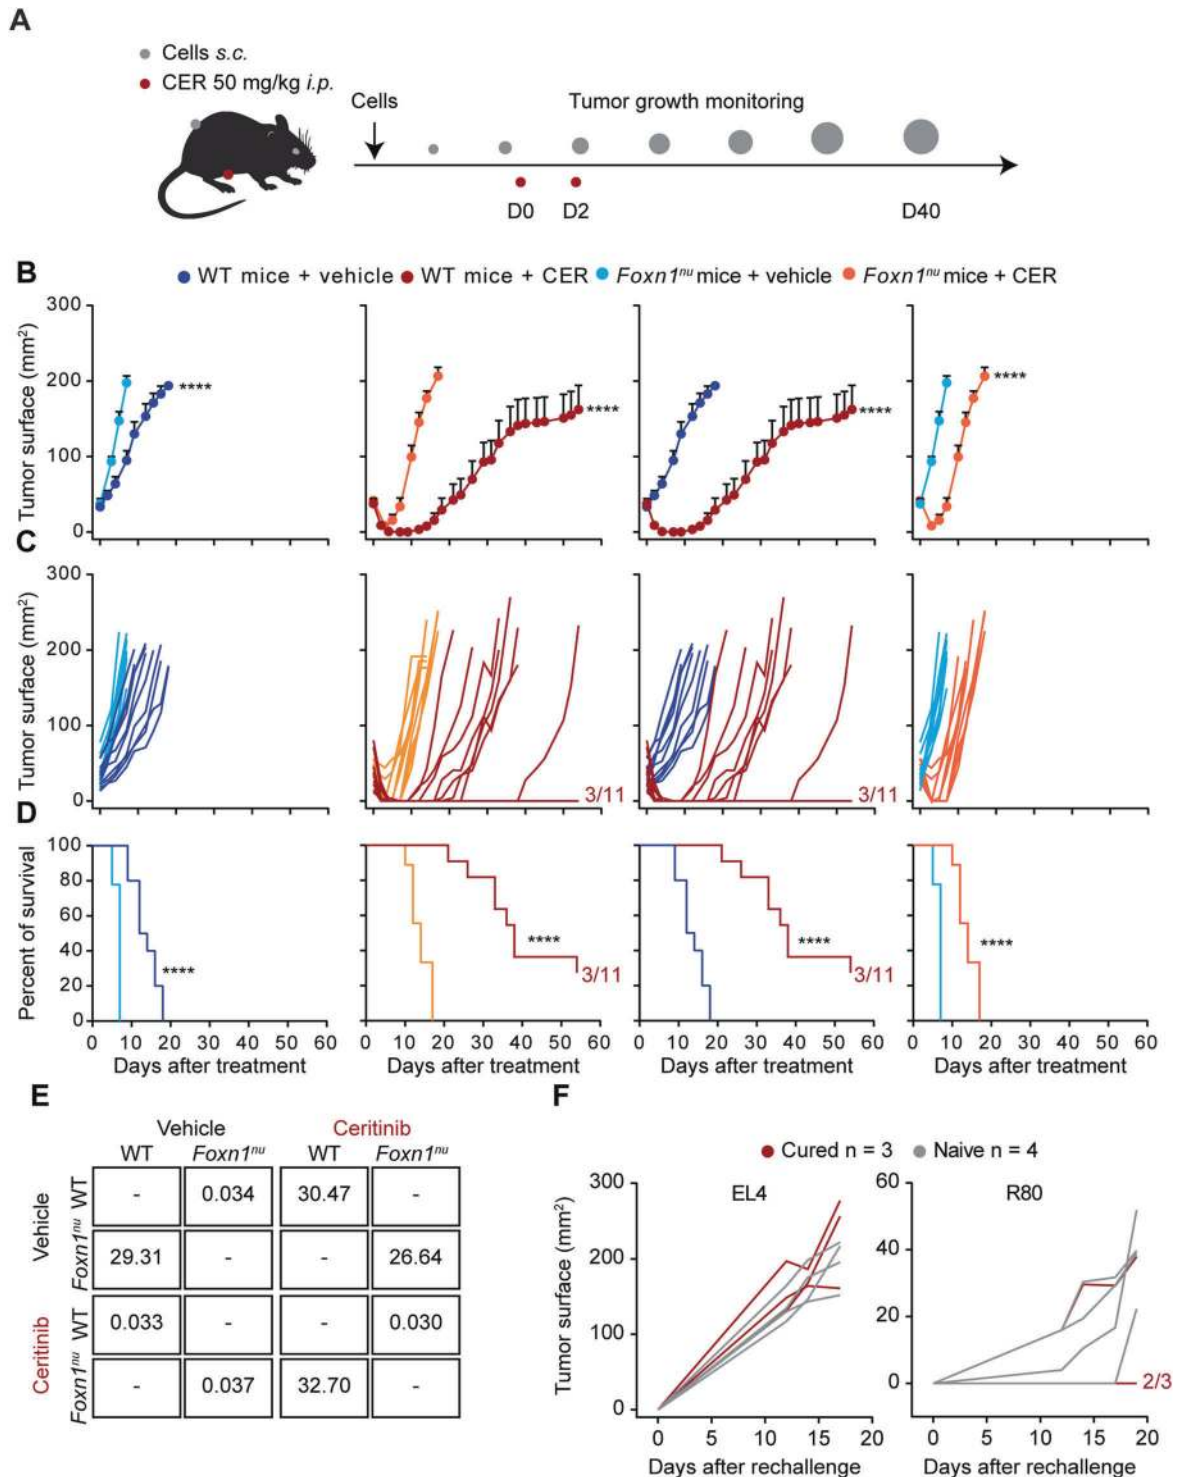 A
Cells s.c.
CER 50 mg/kg i.p.
Cells
Tumor growth monitoring
D0 D2 D40
B
WT mice + vehicle WT mice + CER Foxn1nu mice + vehicle Foxn1nu mice + CER
Tumor surface (mm2)
300
200
100
0
****
****
****
****
C
Tumor surface (mm2)
300
200
100
0
3/11
3/11
D
Percent of survival
100
80
60
40
20
0
****
****
3/11
****
3/11
****
0 10 20 30 40 50 60 0 10 20 30 40 50 60 0 10 20 30 40 50 60 0 10 20 30 40 50 60
Days after treatment Days after treatment Days after treatment Days after treatment
E
Vehicle Ceritinib
WT Foxn1nu WT Foxn1nu
Vehicle
WT - 0.034 30.47 -
Foxn1nu 29.31 - - 26.64
Ceritinib
WT 0.033 - - 0.030
Foxn1nu - 0.037 32.70 -
F
Cured n = 3 Naive n = 4
Tumor surface (mm2)
EL4
300
200
100
0
0 5 10 15 20
Days after rechallenge
R80
60
40
20
0
2/3
0 5 10 15 20
Days after rechallenge